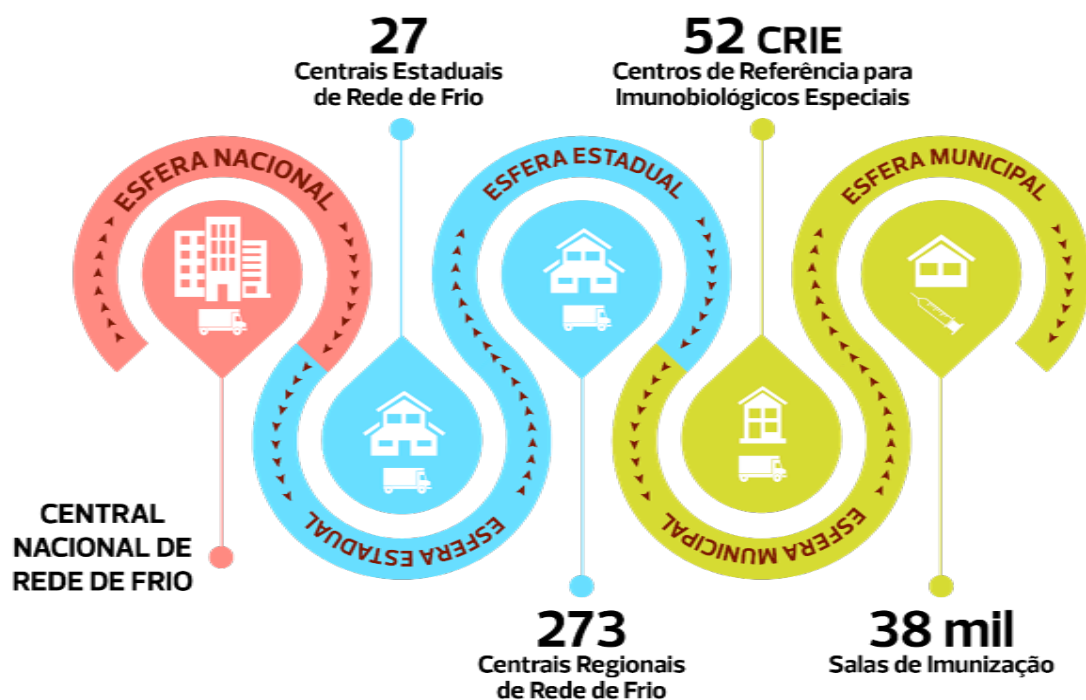 27
Centrais Estaduais
de Rede de Frio
52 CRIE
Centros de Referência para
Imunobiológicos Especiais
ESFERA NACIONAL
ESFERA ESTADUAL
ESFERA MUNICIPAL
ESFERA ESTADUAL
ESFERA MUNICIPAL
CENTRAL
NACIONAL DE
REDE DE FRIO
273
Centrais Regionais
de Rede de Frio
38 mil
Salas de Imunização